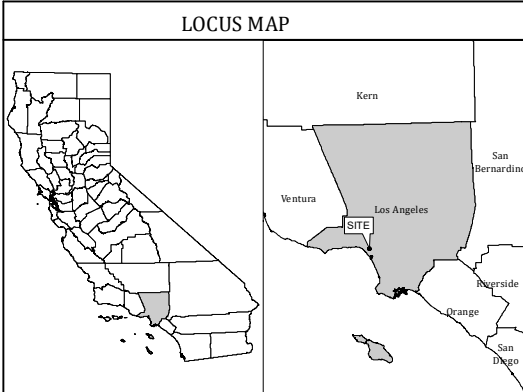 LOCUS MAP
Kern
San
Bernardino
Ventura
Los Angeles
SITE
Riverside
Orange
San
Diego